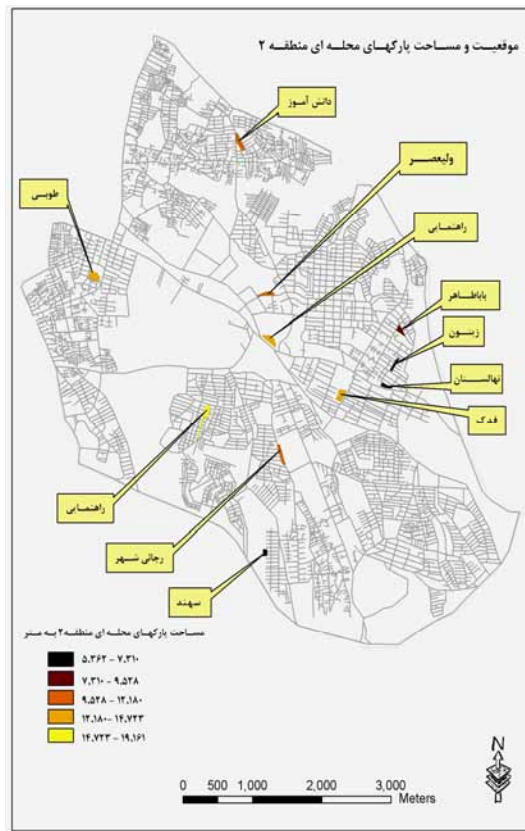 موقعیت و مساحت پارکهای محله ای منطقه ۲
دانش آموز
ولیعصر
طوبی
راهنمایی
باباطاهر
زیتون
نهالستان
فدک
راهنمایی
رجائی شهر
سهند
مساحت پارکهای محله ای منطقه ۲ به متر
۵.۳۶۲ - ۷.۳۱۰
۷.۳۱۰ - ۹.۵۲۸
۹.۵۲۸ - ۱۲.۱۸۰
۱۲.۱۸۰ - ۱۴.۷۲۳
۱۴.۷۲۳ - ۱۹.۱۶۱
N
0 500 1,000 2,000 3,000
Meters